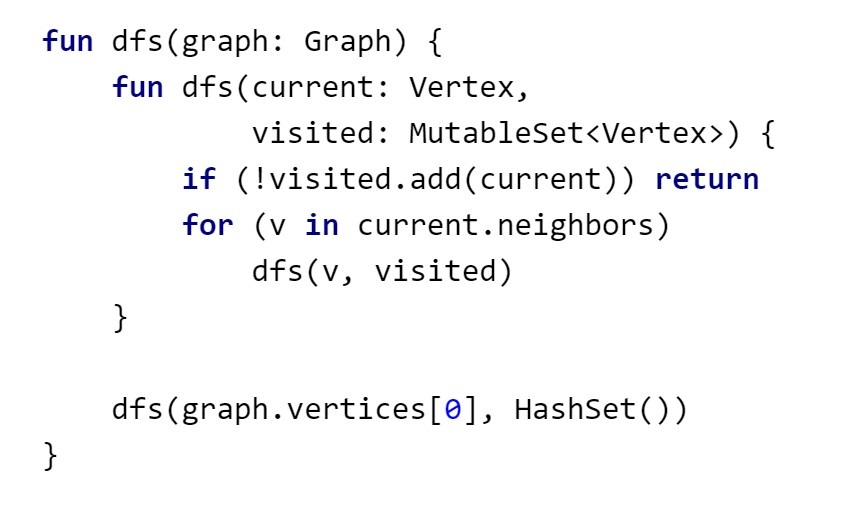 fun dfs(graph: Graph) {
    fun dfs(current: Vertex,
            visited: MutableSet<Vertex>) {
        if (!visited.add(current)) return
        for (v in current.neighbors)
            dfs(v, visited)
    }

    dfs(graph.vertices[0], HashSet())
}